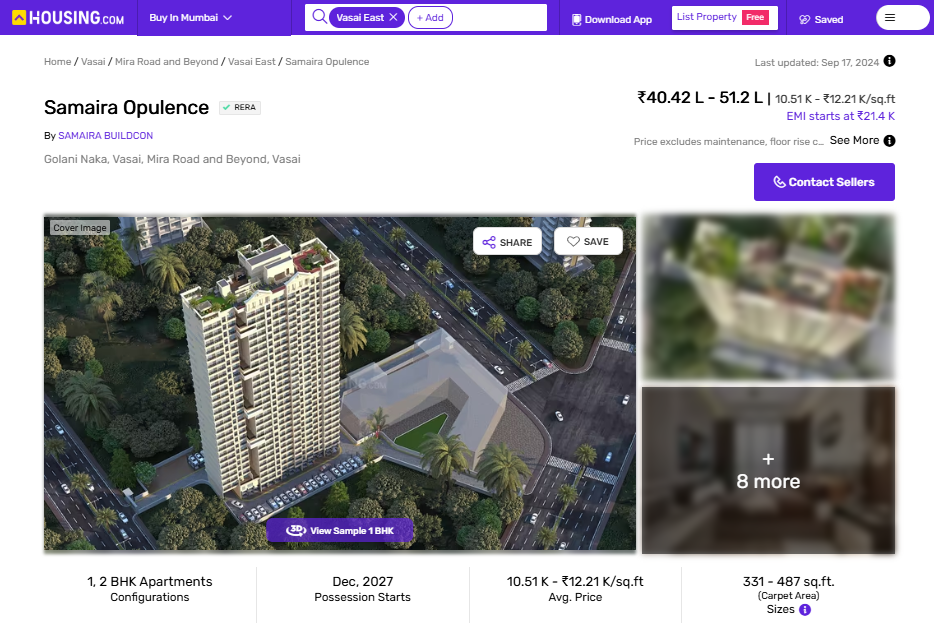 HOUSING.COM
Buy In Mumbai
Vasai East
+ Add
Download App
List Property Free
Saved
Home / Vasai / Mira Road and Beyond / Vasai East / Samaira Opulence
Last updated: Sep 17, 2024
Samaira Opulence
RERA
₹40.42 L - 51.2 L | 10.51 K - ₹12.21 K/sq.ft
EMI starts at ₹21.4 K
By SAMAIRA BUILDCON
Price excludes maintenance, floor rise c... See More
Golani Naka, Vasai, Mira Road and Beyond, Vasai
Contact Sellers
Cover Image
SHARE
SAVE
+
8 more
3D View Sample 1 BHK
1, 2 BHK Apartments
Configurations
Dec, 2027
Possession Starts
10.51 K - ₹12.21 K/sq.ft
Avg. Price
331 - 487 sq.ft.
(Carpet Area)
Sizes